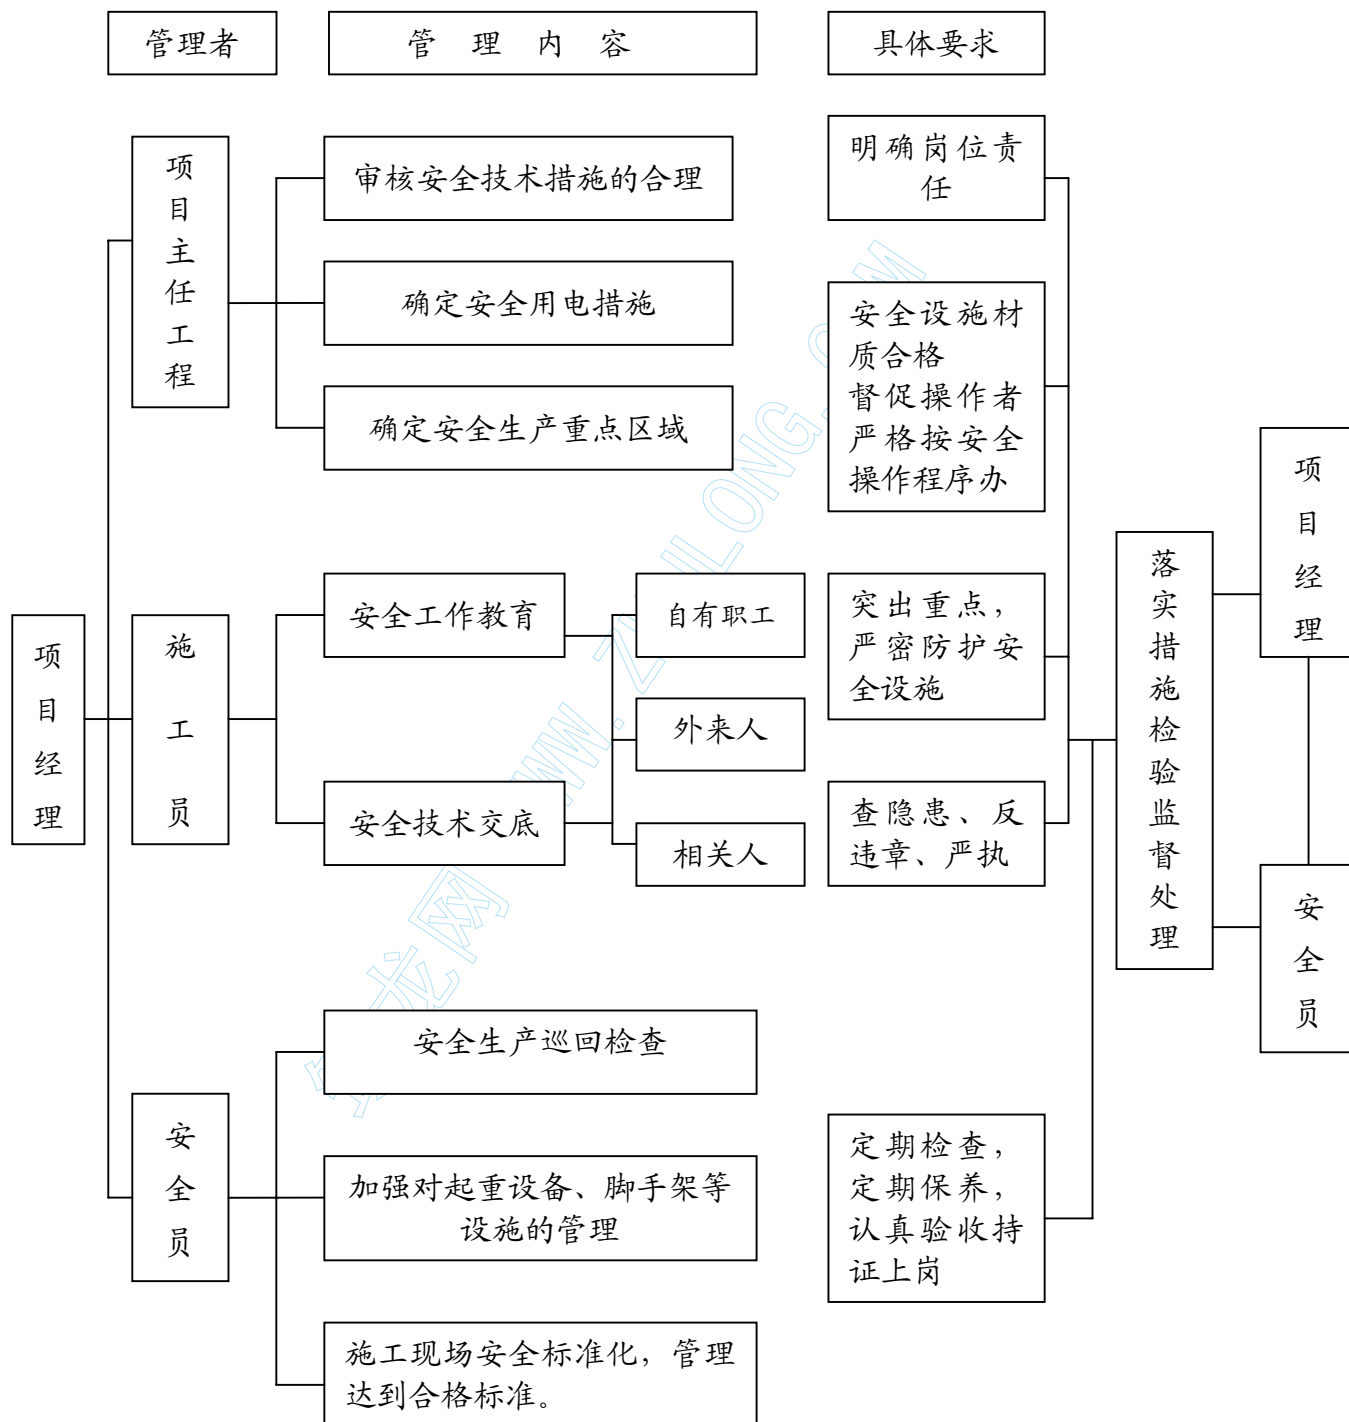 管理者
管理内容
具体要求
项目主任工程
审核安全技术措施的合理
确定安全用电措施
确定安全生产重点区域
明确岗位责
任
安全设施材
质合格
督促操作者
严格按安全
操作程序办
项目经理
施工员
安全工作教育
安全技术交底
自有职工
外来人
相关人
突出重点，
严密防护安
全设施
查隐患、反
违章、严执
落实措施检验监督处理
项目经理
安全员
安全员
安全生产巡回检查
加强对起重设备、脚手架等
设施的管理
施工现场安全标准化，管理
达到合格标准。
定期检查，
定期保养，
认真验收持
证上岗